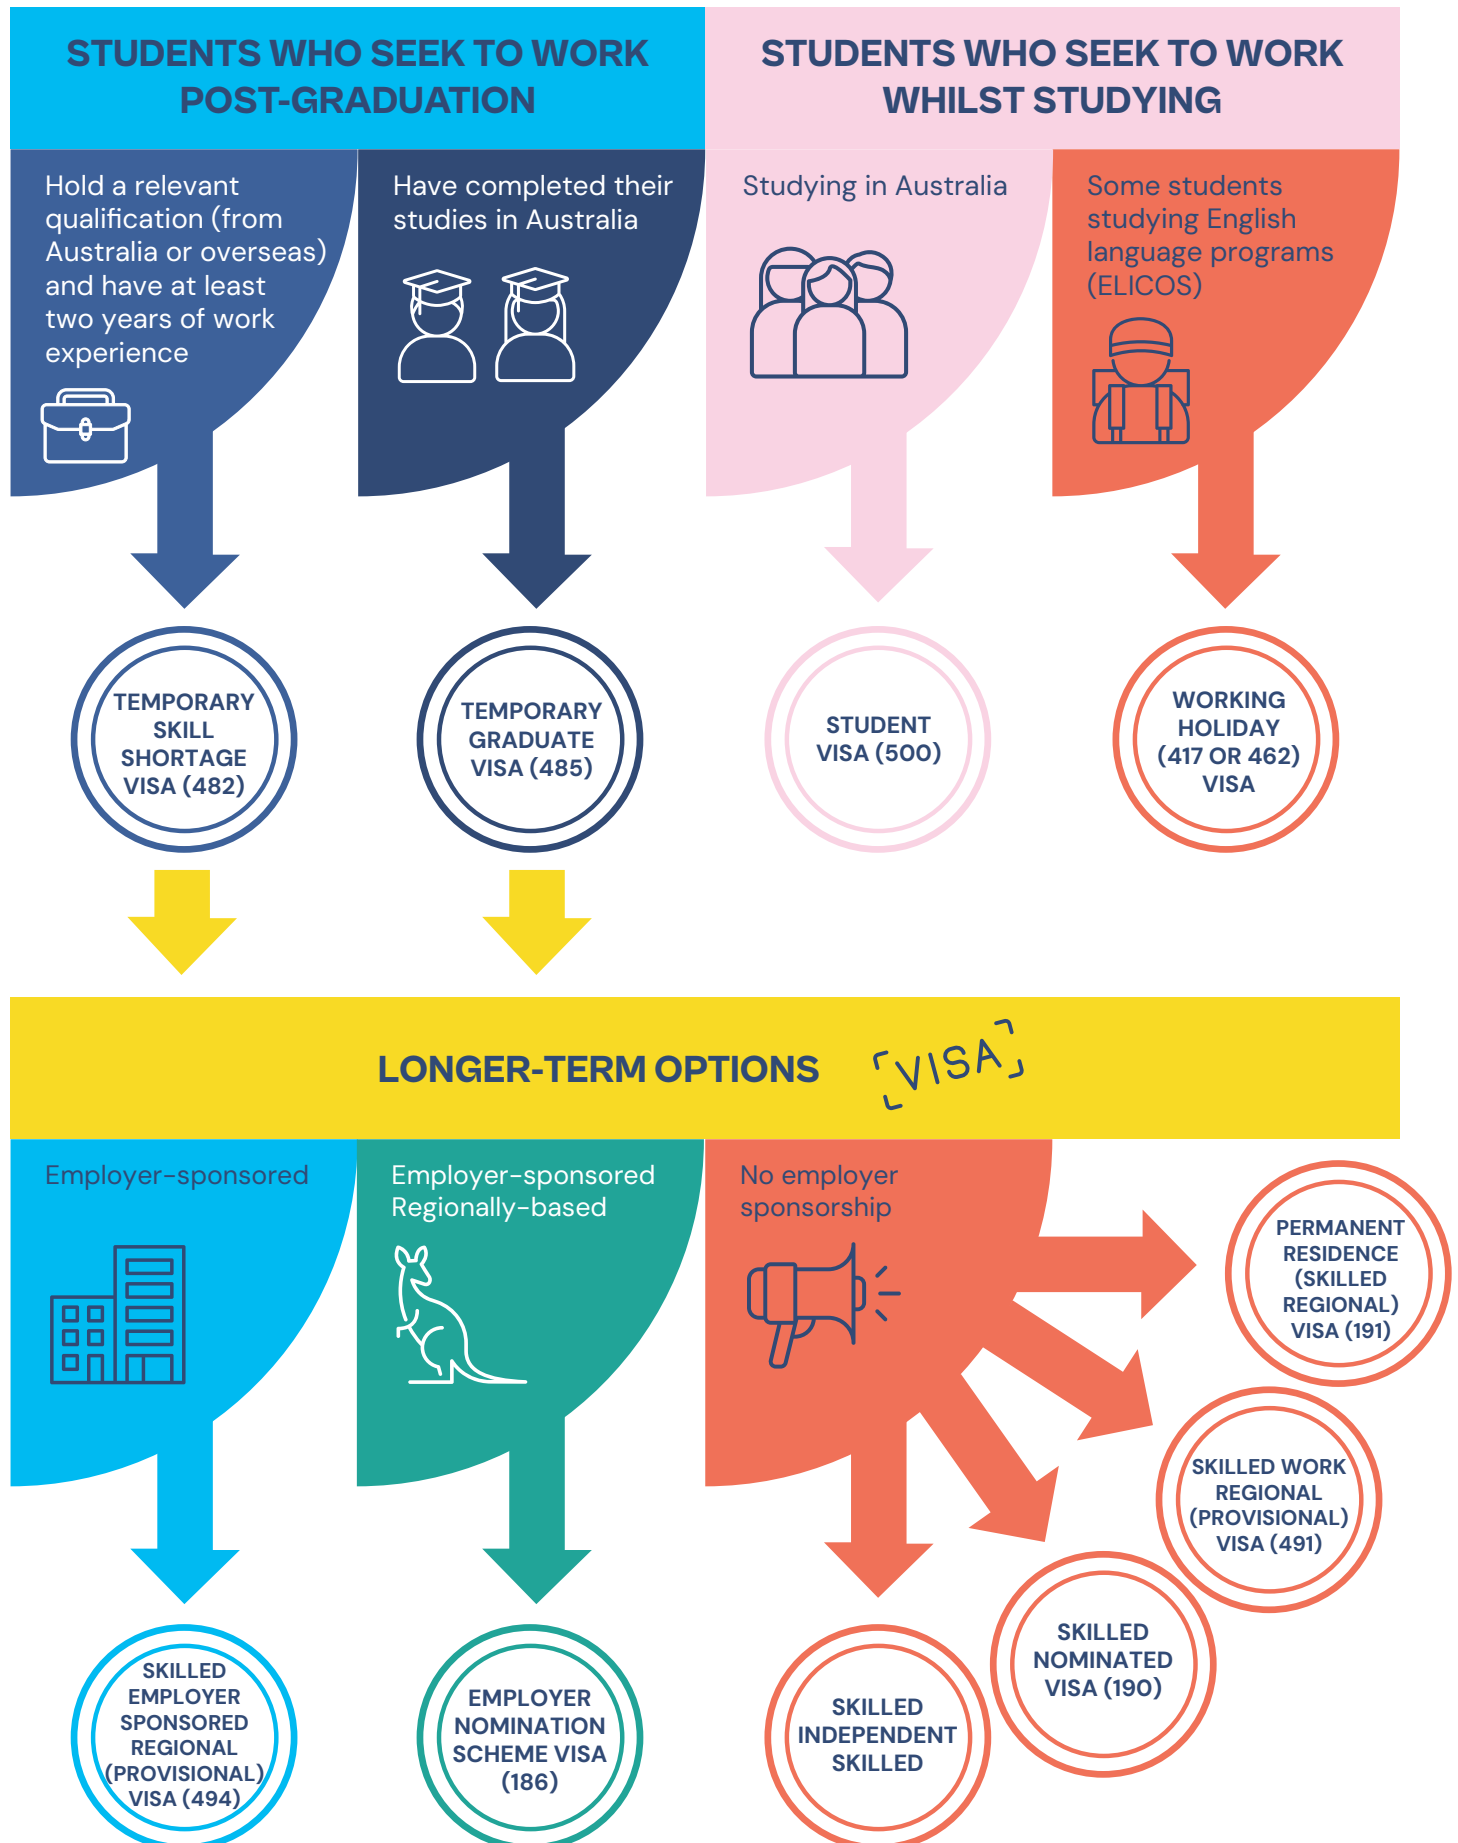 STUDENTS WHO SEEK TO WORK
POST-GRADUATION
STUDENTS WHO SEEK TO WORK
WHILST STUDYING
Hold a relevant
qualification (from
Australia or overseas)
and have at least
two years of work
experience
Have completed their
studies in Australia
Studying in Australia
Some students
studying English
language programs
(ELICOS)
TEMPORARY
SKILL
SHORTAGE
VISA (482)
TEMPORARY
GRADUATE
VISA (485)
STUDENT
VISA (500)
WORKING
HOLIDAY
(417 OR 462)
VISA
LONGER-TERM OPTIONS
VISA
Employer-sponsored
Employer-sponsored
Regionally-based
No employer
sponsorship
PERMANENT
RESIDENCE
(SKILLED
REGIONAL)
VISA (191)
SKILLED WORK
REGIONAL
(PROVISIONAL)
VISA (491)
SKILLED
NOMINATED
VISA (190)
SKILLED
EMPLOYER
SPONSORED
REGIONAL
(PROVISIONAL)
VISA (494)
EMPLOYER
NOMINATION
SCHEME VISA
(186)
SKILLED
INDEPENDENT
SKILLED